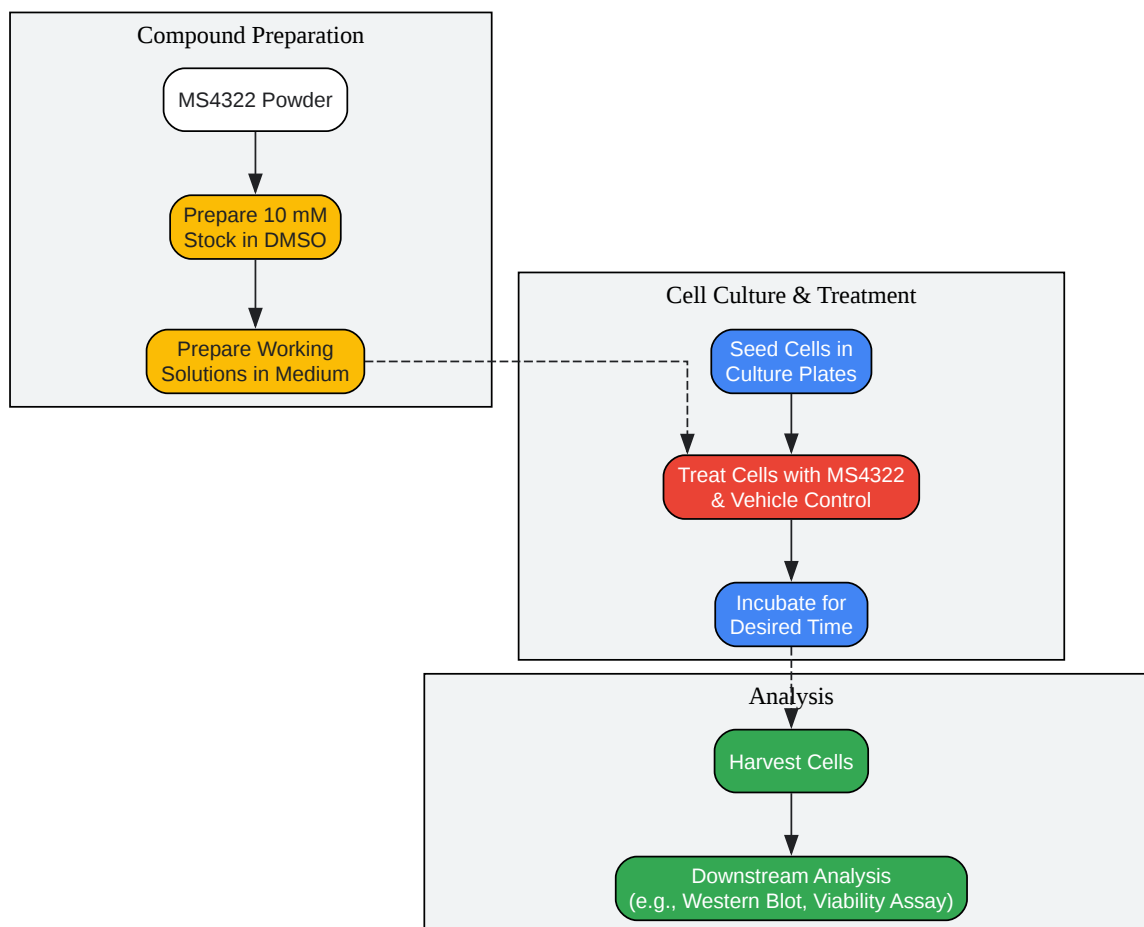 Compound Preparation
MS4322 Powder
Prepare 10 mM
Stock in DMSO
Prepare Working
Solutions in Medium
Cell Culture & Treatment
Seed Cells in
Culture Plates
Treat Cells with MS4322
& Vehicle Control
Incubate for
Desired Time
Analysis
Harvest Cells
Downstream Analysis
(e.g., Western Blot, Viability Assay)